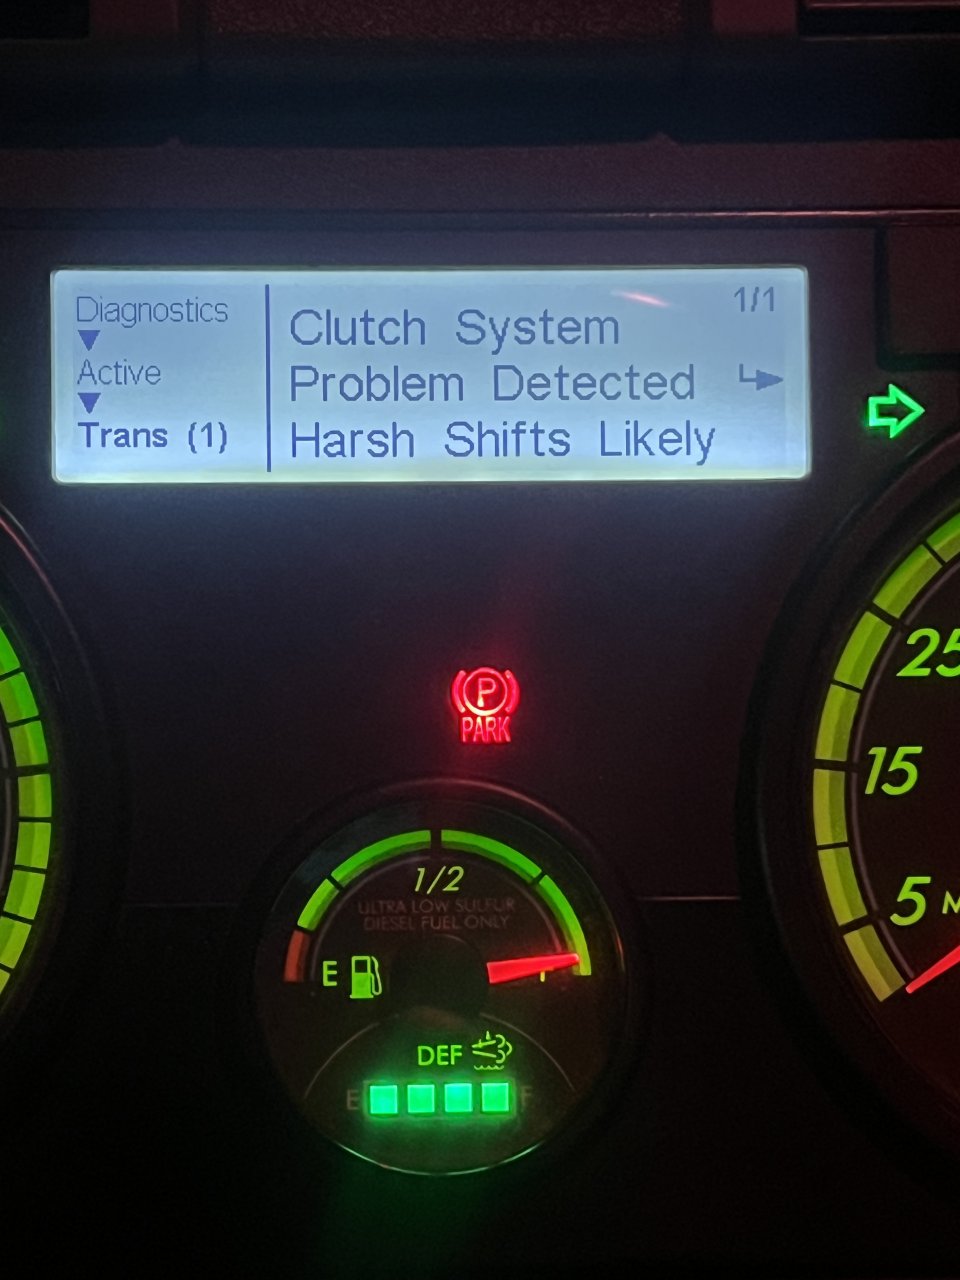 Diagnostics
Active
Trans (1)
1/1
Clutch System
Problem Detected
Harsh Shifts Likely
P
PARK
25
15
5
1/2
ULTRA LOW SULFUR
DIESEL FUEL ONLY
E
DEF
E F